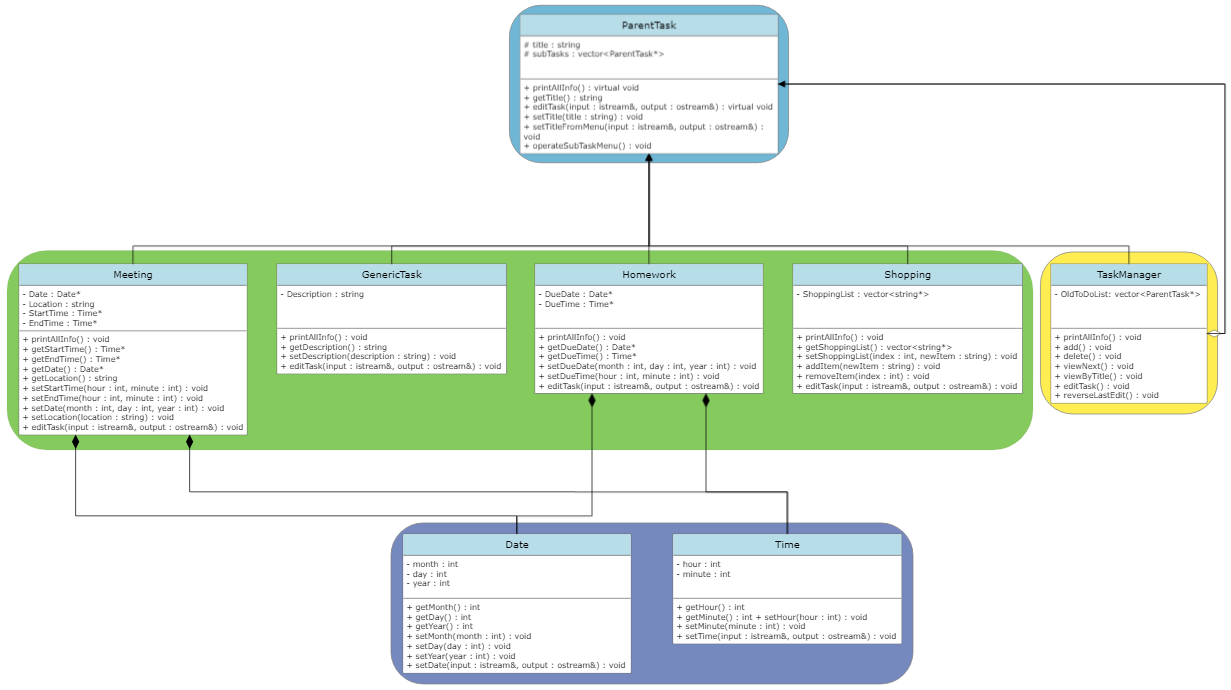 ParentTask
# title : string
# subTasks : vector<ParentTask*>
+ printAllInfo() : virtual void
+ getTitle() : string
+ editTask(input : istream&, output : ostream&) : virtual void
+ setTitle(title : string) : void
+ setTitleFromMenu(input : istream&, output : ostream&) :
void
+ operateSubTaskMenu() : void
Meeting
- Date : Date*
- Location : string
- StartTime : Time*
- EndTime : Time*
+ printAllInfo() : void
+ getStartTime() : Time*
+ getEndTime() : Time*
+ getDate() : Date*
+ getLocation() : string
+ setStartTime(hour : int, minute : int) : void
+ setEndTime(hour : int, minute : int) : void
+ setDate(month : int, day : int, year : int) : void
+ setLocation(location : string) : void
+ editTask(input : istream&, output : ostream&) : void
GenericTask
- Description : string
+ printAllInfo() : void
+ getDescription() : string
+ setDescription(description : string) : void
+ editTask(input : istream&, output : ostream&) : void
Homework
- DueDate : Date*
- DueTime : Time*
+ printAllInfo() : void
+ getDueDate() : Date*
+ getDueTime() : Time*
+ setDueDate(month : int, day : int, year : int) : void
+ setDueTime(hour : int, minute : int) : void
+ editTask(input : istream&, output : ostream&) : void
Shopping
- ShoppingList : vector<string*>
+ printAllInfo() : void
+ getShoppingList() : vector<string*>
+ setShoppingList(index : int, newItem : string) : void
+ addItem(newItem : string) : void
+ removeItem(index : int) : void
+ editTask(input : istream&, output : ostream&) : void
TaskManager
- OldToDoList: vector<ParentTask*>
+ printAllInfo() : void
+ add() : void
+ delete() : void
+ viewNext() : void
+ viewByTitle() : void
+ editTask() : void
+ reverseLastEdit() : void
Date
- month : int
- day : int
- year : int
+ getMonth() : int
+ getDay() : int
+ getYear() : int
+ setMonth(month : int) : void
+ setDay(day : int) : void
+ setYear(year : int) : void
+ setDate(input : istream&, output : ostream&) : void
Time
- hour : int
- minute : int
+ getHour() : int
+ getMinute() : int + setHour(hour : int) : void
+ setMinute(minute : int) : void
+ setTime(input : istream&, output : ostream&) : void